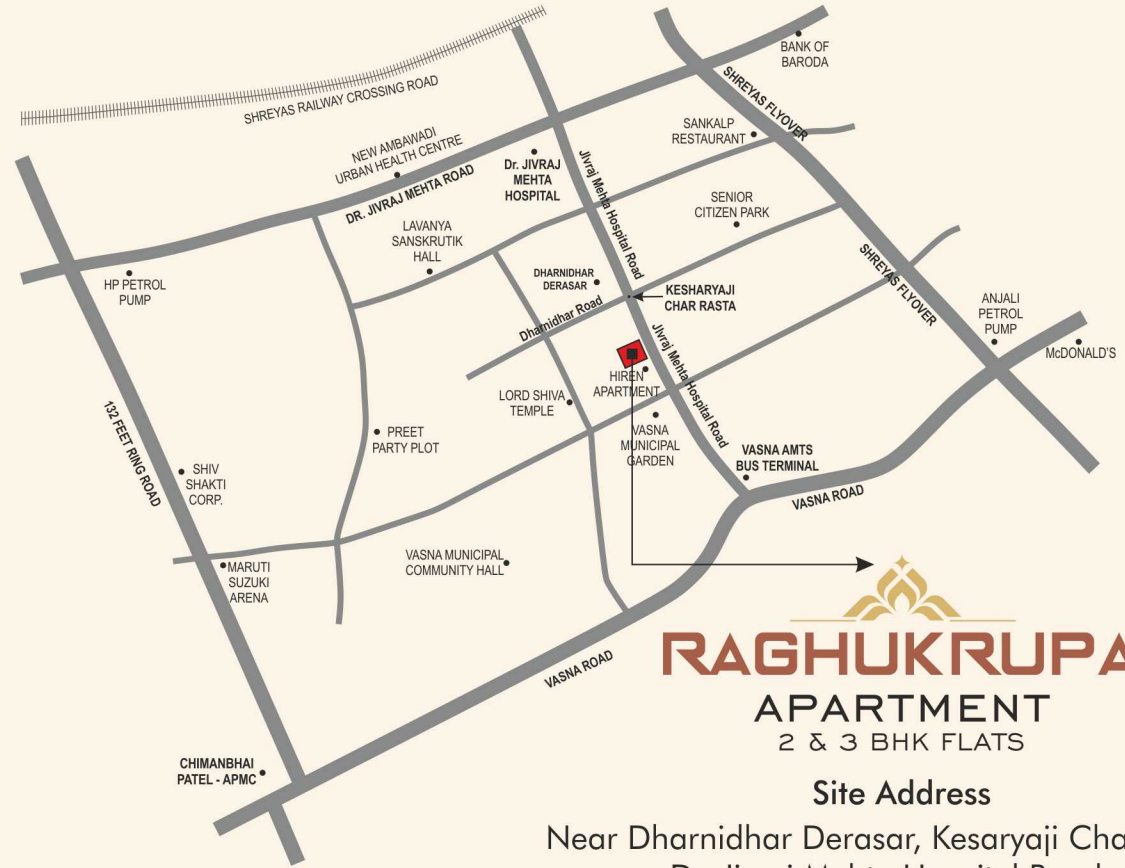 BANK OF
BARODA
SHREYAS RAILWAY CROSSING ROAD
SHREYAS FLYOVER
SANKALP
RESTAURANT
NEW AMBAWADI
URBAN HEALTH CENTRE
DR. JIVRAJ MEHTA ROAD
Dr. JIVRAJ
MEHTA
HOSPITAL
JIvraj Mehta Hospital Road
SENIOR
CITIZEN PARK
LAVANYA
SANSKRUTIK
HALL
HP PETROL
PUMP
DHARNIDHAR
DERASAR
KESHARYAJI
CHAR RASTA
SHREYAS FLYOVER
Dharnidhar Road
ANJALI
PETROL
PUMP
McDONALD'S
JIvraj Mehta Hospital Road
HIREN
APARTMENT
LORD SHIVA
TEMPLE
132 FEET RING ROAD
PREET
PARTY PLOT
VASNA
MUNICIPAL
GARDEN
VASNA AMTS
BUS TERMINAL
SHIV
SHAKTI
CORP.
VASNA ROAD
VASNA MUNICIPAL
COMMUNITY HALL
MARUTI
SUZUKI
ARENA
VASNA ROAD
CHIMANBHAI
PATEL - APMC
RAGHUKRUPA
APARTMENT
2 & 3 BHK FLATS
Site Address
Near Dharnidhar Derasar, Kesaryaji Cha